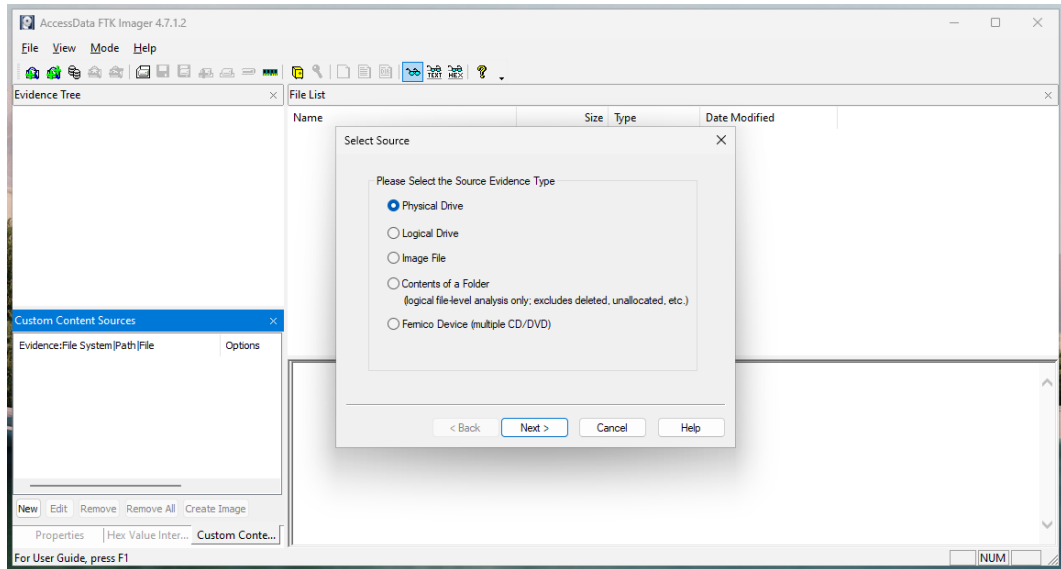 AccessData FTK Imager 4.7.1.2
File View Mode Help
TEXT HEX
Evidence Tree
File List
Name Size Type Date Modified
Select Source
Please Select the Source Evidence Type
Physical Drive
Logical Drive
Image File
Contents of a Folder
(logical file-level analysis only; excludes deleted, unallocated, etc.)
Fernico Device (multiple CD/DVD)
< Back Next > Cancel Help
Custom Content Sources
Evidence:File System|Path|File Options
New Edit Remove Remove All Create Image
Properties Hex Value Inter... Custom Conte...
For User Guide, press F1
NUM